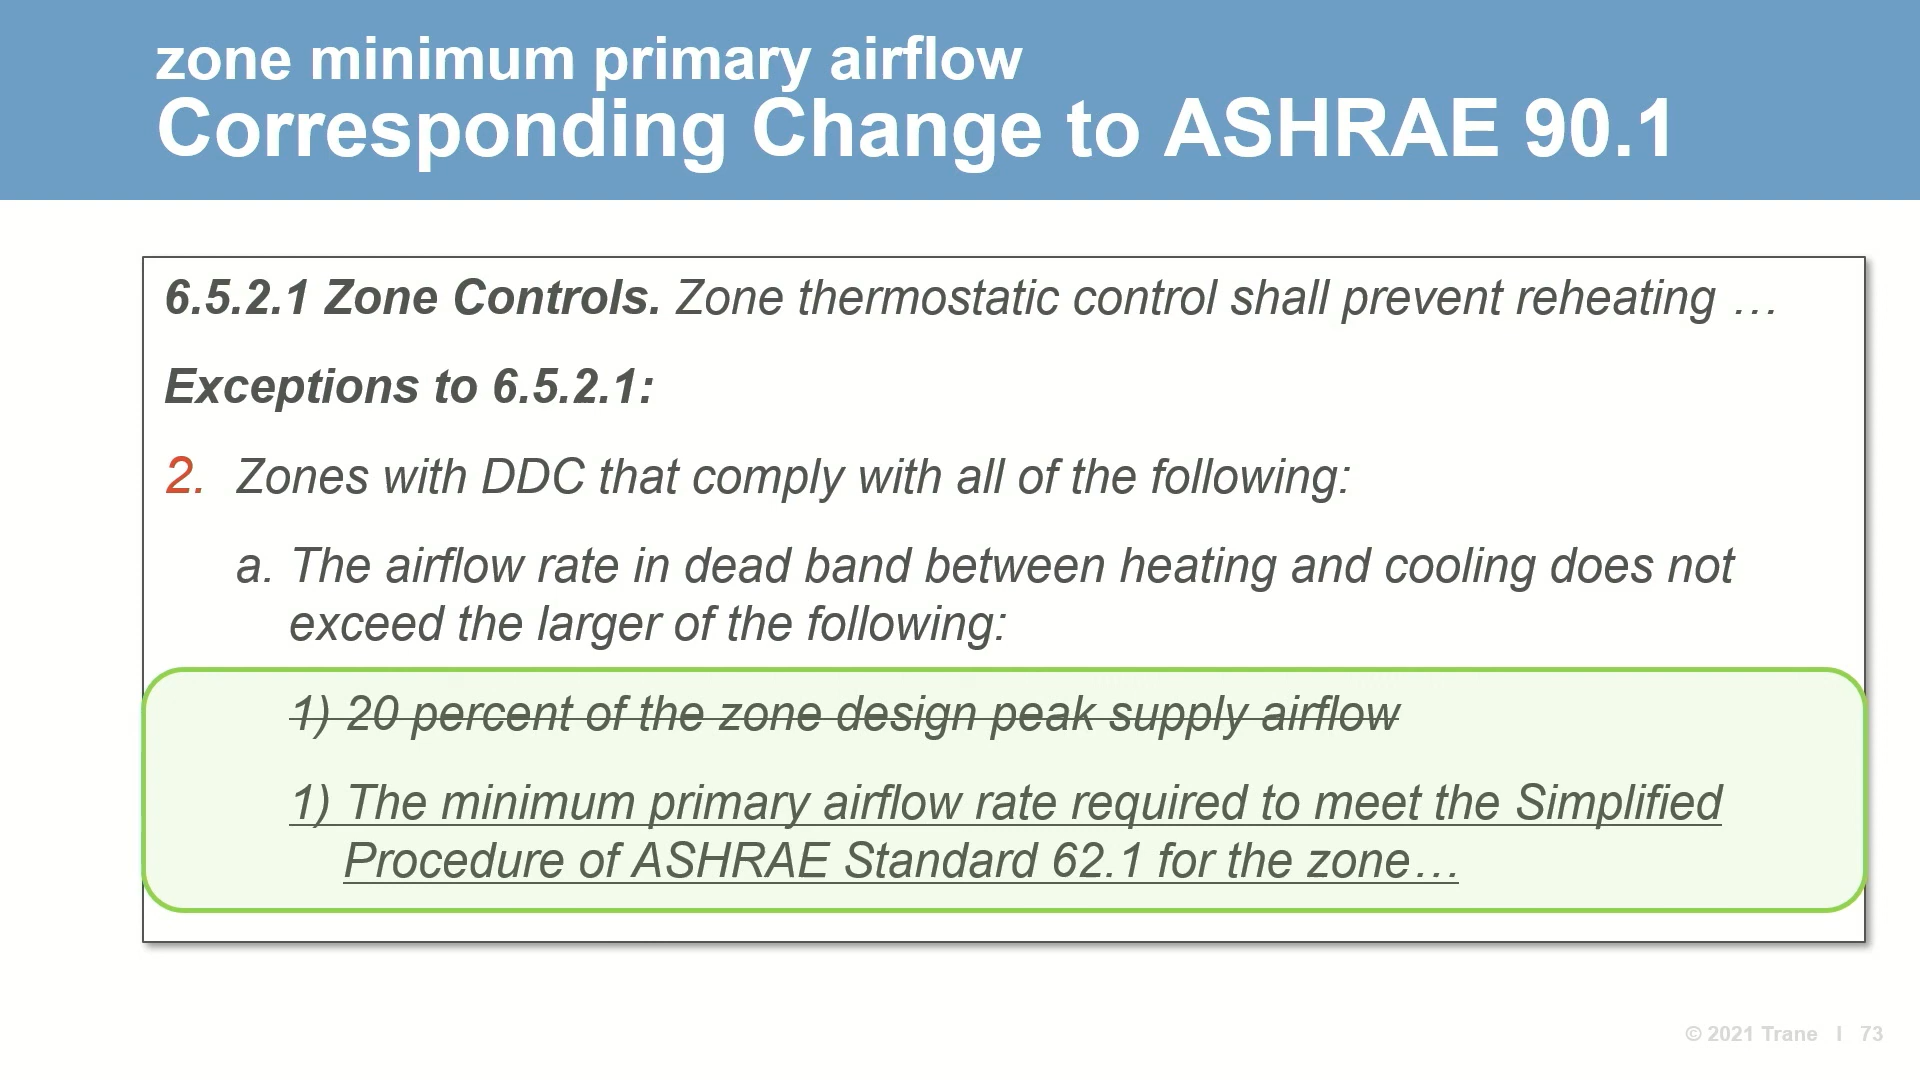 zone minimum primary airflow
Corresponding Change to ASHRAE 90.1
6.5.2.1 Zone Controls. Zone thermostatic control shall prevent reheating …
Exceptions to 6.5.2.1:
2. Zones with DDC that comply with all of the following:
a. The airflow rate in dead band between heating and cooling does not
exceed the larger of the following:
1) 20 percent of the zone design peak supply airflow
1) The minimum primary airflow rate required to meet the Simplified
Procedure of ASHRAE Standard 62.1 for the zone…
© 2021 Trane | 73